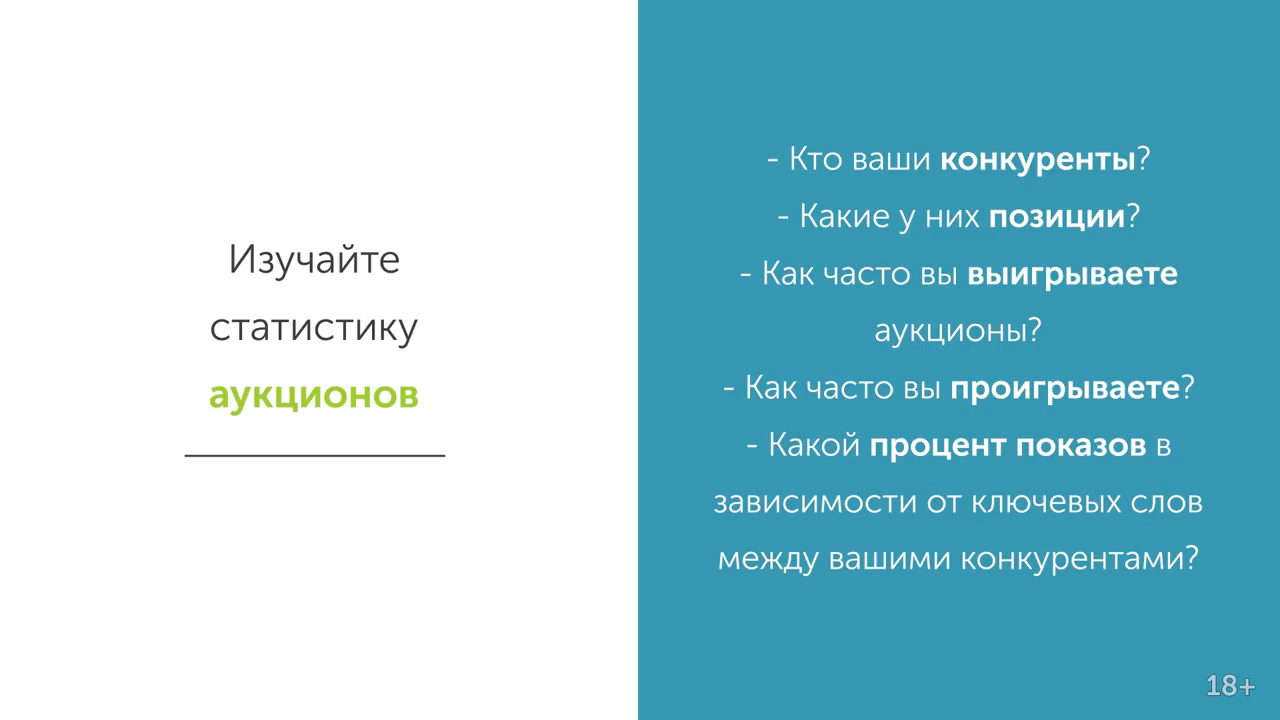 Изучайте
статистику
аукционов
- Кто ваши конкуренты?
- Какие у них позиции?
- Как часто вы выигрываете
аукционы?
- Как часто вы проигрываете?
- Какой процент показов в
зависимости от ключевых слов
между вашими конкурентами?
18+